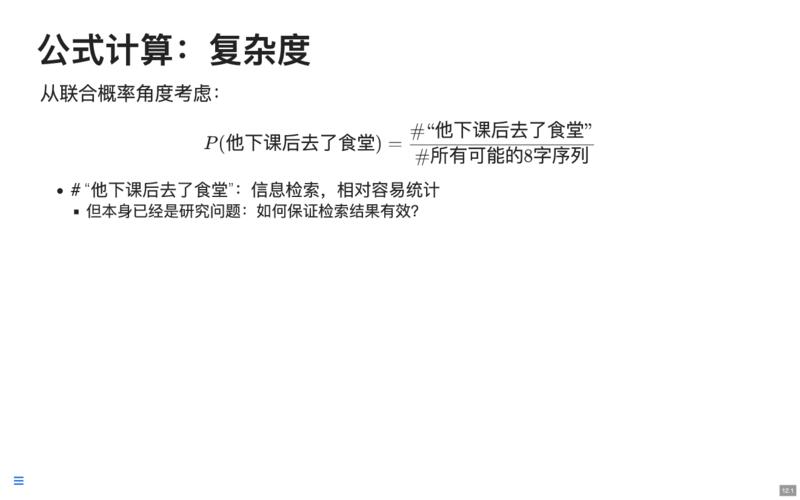 公式计算：复杂度
从联合概率角度考虑：
P(他下课后去了食堂) = #“他下课后去了食堂” / #所有可能的8字序列
# “他下课后去了食堂”：信息检索，相对容易统计
但本身已经是研究问题：如何保证检索结果有效？
12.1